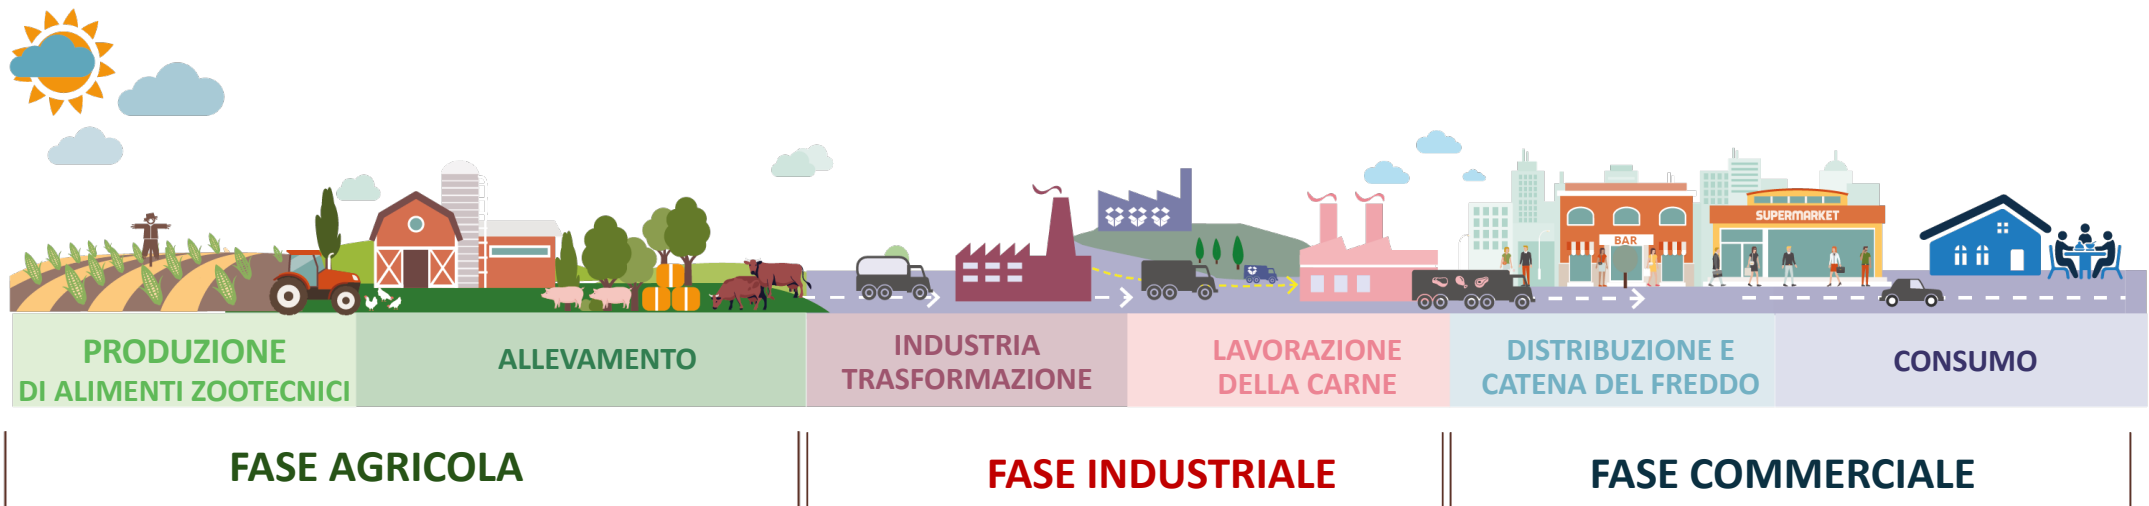 BAR
SUPERMARKET
PRODUZIONE
DI ALIMENTI ZOOTECNICI
ALLEVAMENTO
INDUSTRIA
TRASFORMAZIONE
LAVORAZIONE
DELLA CARNE
DISTRIBUZIONE E
CATENA DEL FREDDO
CONSUMO
FASE AGRICOLA
FASE INDUSTRIALE
FASE COMMERCIALE